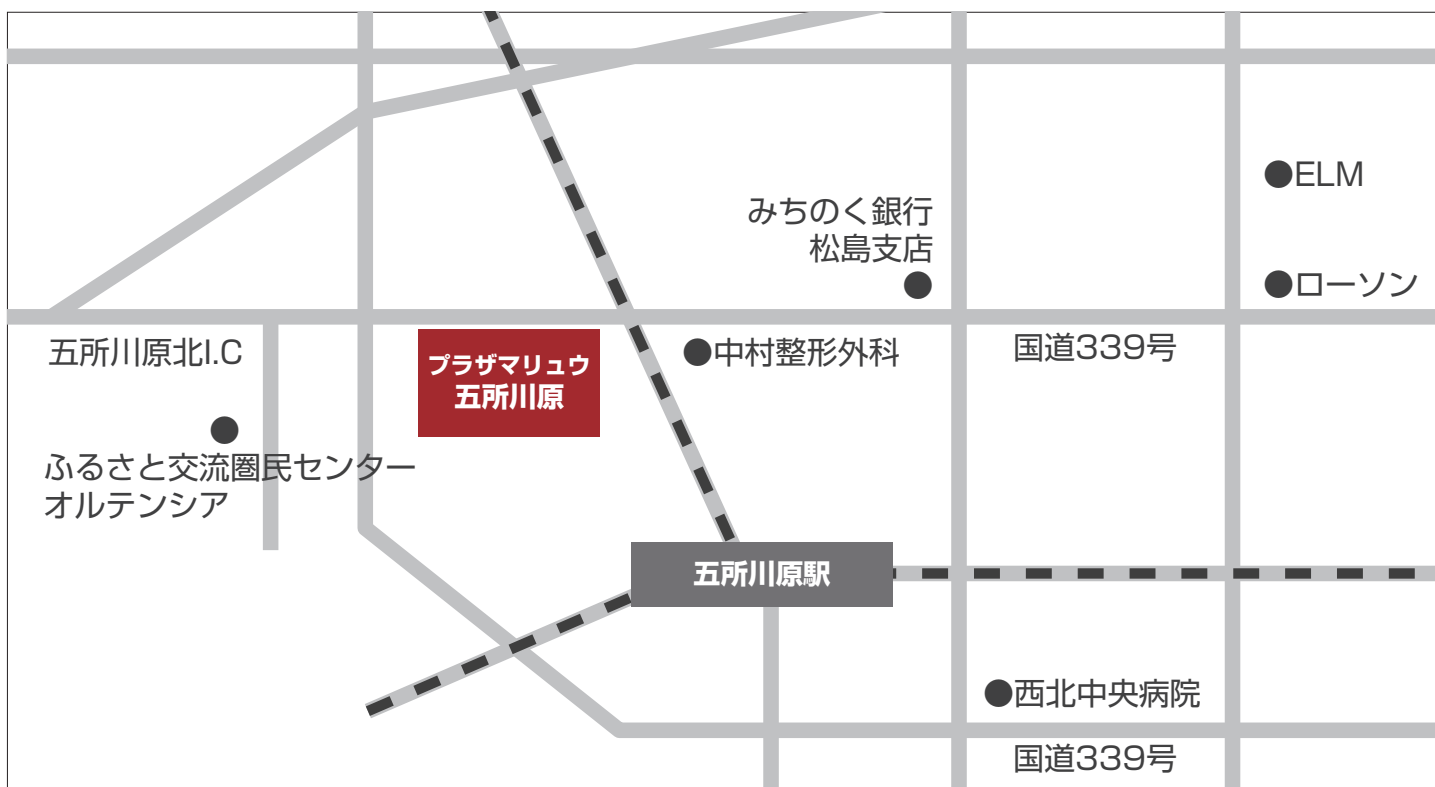 ●ELM
みちのく銀行
松島支店
●ローソン
五所川原北I.C
プラザマリュウ
五所川原
●中村整形外科
国道339号
ふるさと交流圏民センター
オルテンシア
五所川原駅
●西北中央病院
国道339号